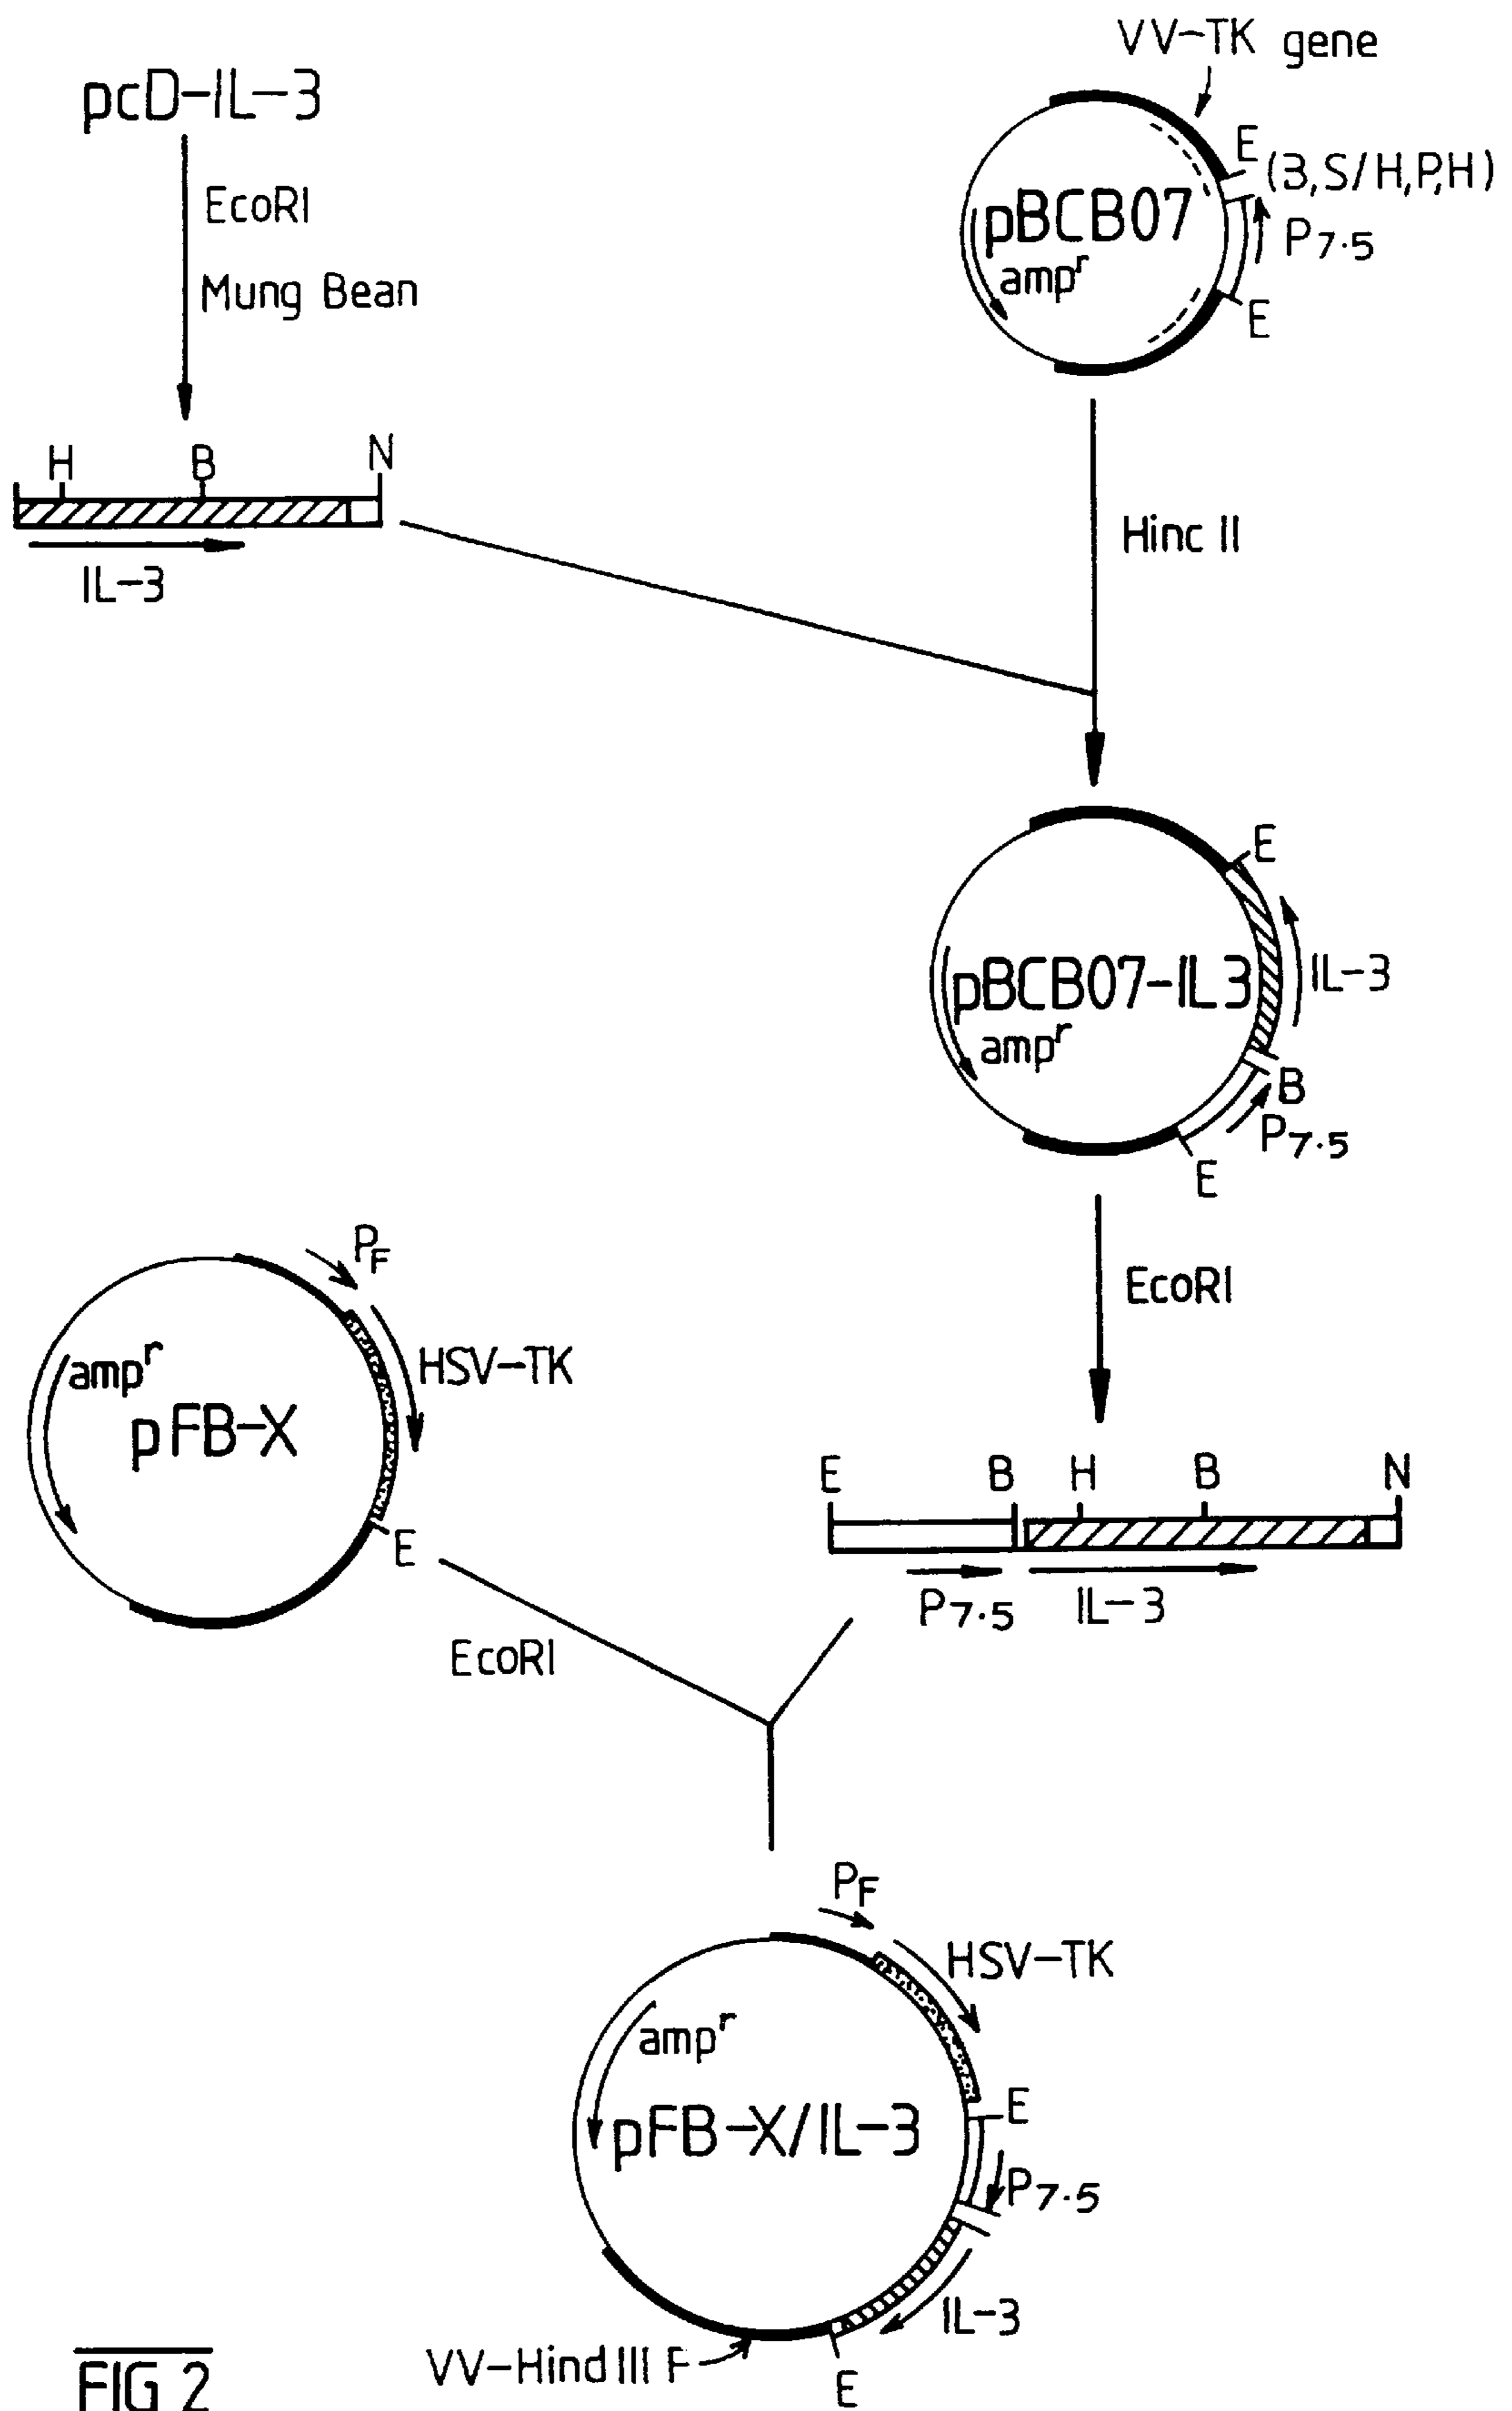 VV-TK gene
pcD-IL-3
E
(B,S/H,P,H)
EcoRI
pBCB07
P7.5
amp^r
Mung Bean
E
H B N
Hinc II
IL-3
E
pBCB07-IL3
IL-3
amp^r
B
P7.5
E
PF
EcoRI
HSV-TK
amp^r
pFB-X
E B H B N
E
P7.5 IL-3
EcoRI
PF
HSV-TK
amp^r
E
pFB-X/IL-3
P7.5
IL-3
VV-Hind III F
E
FIG 2